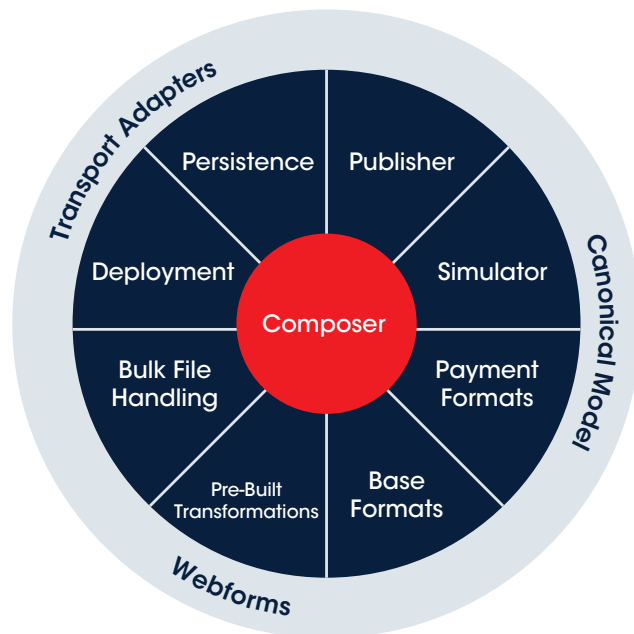 Transport Adapters
Persistence
Publisher
Deployment
Simulator
Canonical Model
Composer
Bulk File
Handling
Payment
Formats
Pre-Built
Transformations
Base
Formats
Webforms